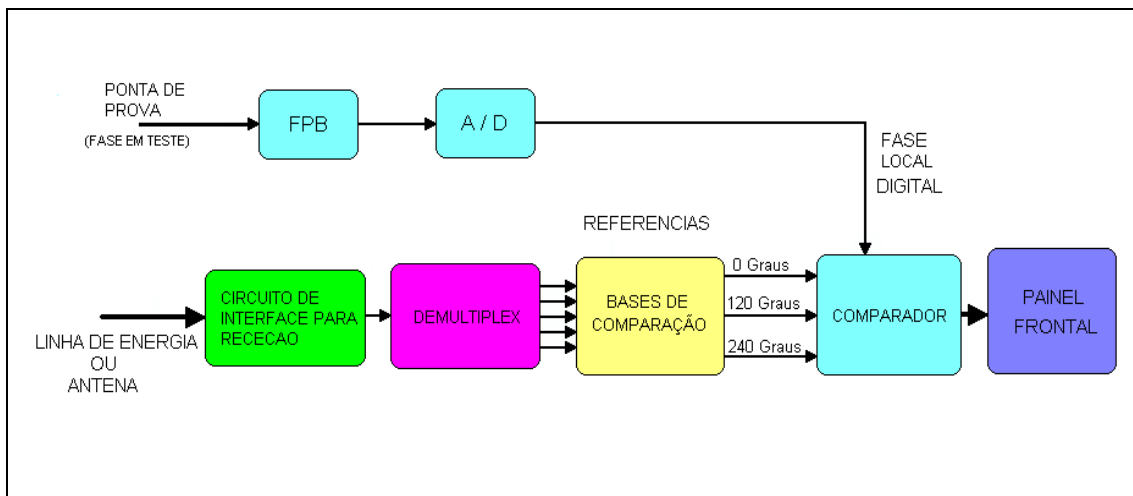 PONTA DE
PROVA
(FASE EM TESTE)
FPB
A / D
FASE
LOCAL
DIGITAL
REFERENCIAS
LINHA DE ENERGIA
OU
ANTENA
CIRCUITO DE
INTERFACE PARA
RECECAO
DEMULTIPLEX
BASES DE
COMPARAÇÃO
0 Graus
120 Graus
240 Graus
COMPARADOR
PAINEL
FRONTAL